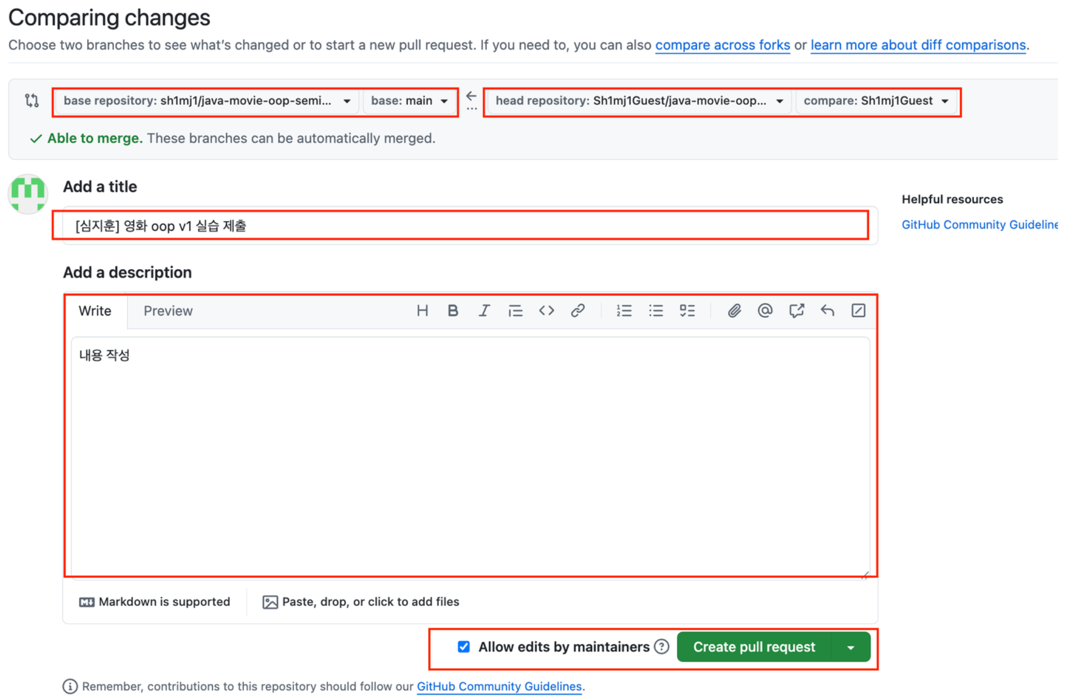 Comparing changes
Choose two branches to see what's changed or to start a new pull request. If you need to, you can also compare across forks or learn more about diff comparisons.
base repository: sh1mj1/java-movie-oop-semi... base: main ← ... head repository: Sh1mj1Guest/java-movie-oop... compare: Sh1mj1Guest
✓ Able to merge. These branches can be automatically merged.
Add a title
Helpful resources
[심지훈] 영화 oop v1 실습 제출
GitHub Community Guideline
Add a description
Write Preview H B I
내용 작성
Markdown is supported Paste, drop, or click to add files
Allow edits by maintainers ? Create pull request
Remember, contributions to this repository should follow our GitHub Community Guidelines.